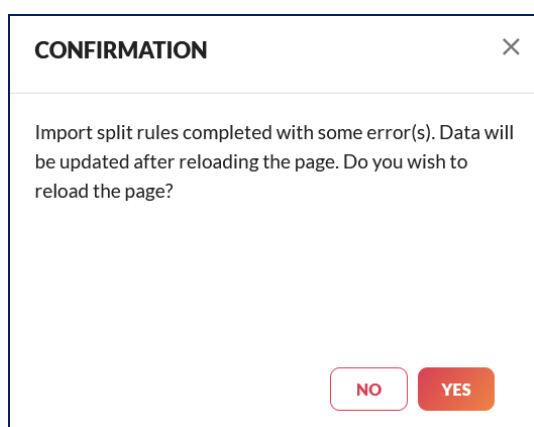 CONFIRMATION
Import split rules completed with some error(s). Data will
be updated after reloading the page. Do you wish to
reload the page?
NO
YES